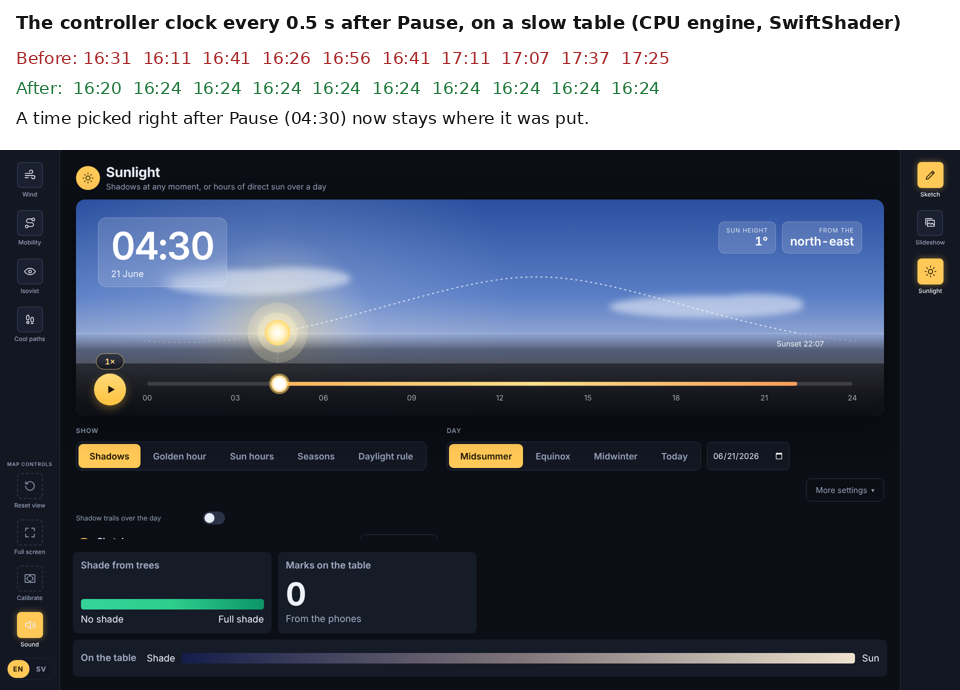 The controller clock every 0.5 s after Pause, on a slow table (CPU engine, SwiftShader)
Before: 16:31 16:11 16:41 16:26 16:56 16:41 17:11 17:07 17:37 17:25
After: 16:20 16:24 16:24 16:24 16:24 16:24 16:24 16:24 16:24 16:24
A time picked right after Pause (04:30) now stays where it was put.
Wind
Mobility
Isovist
Cool paths
MAP CONTROLS
Reset view
Full screen
Calibrate
Sound
EN SV
Sunlight
Shadows at any moment, or hours of direct sun over a day
04:30
21 June
SUN HEIGHT
1°
FROM THE
north-east
Sunset 22:07
1×
00 03 06 09 12 15 18 21 24
SHOW
Shadows Golden hour Sun hours Seasons Daylight rule
DAY
Midsummer Equinox Midwinter Today 06/21/2026
More settings ▾
Shadow trails over the day
Shade from trees
No shade Full shade
Marks on the table
0
From the phones
On the table Shade Sun
Sketch
Slideshow
Sunlight